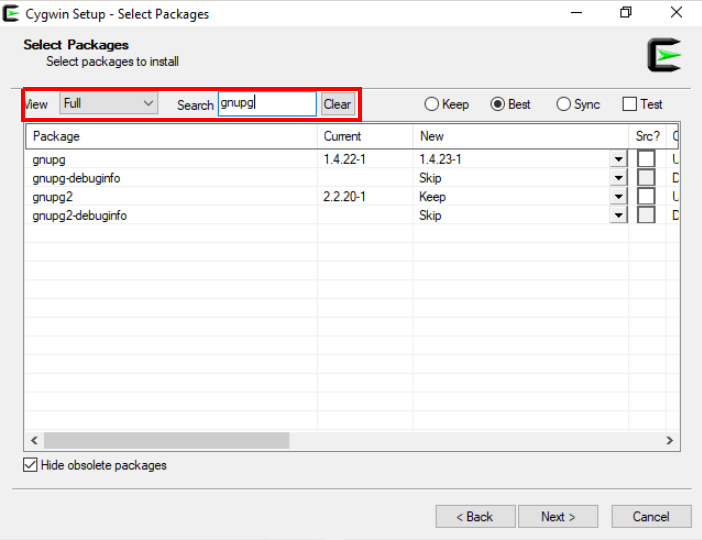 Cygwin Setup - Select Packages
Select Packages
Select packages to install
View Full Search gnupg Clear Keep Best Sync Test
Package Current New Src?
gnupg 1.4.22-1 1.4.23-1
gnupg-debuginfo Skip
gnupg2 2.2.20-1 Keep
gnupg2-debuginfo Skip
Hide obsolete packages
< Back Next > Cancel